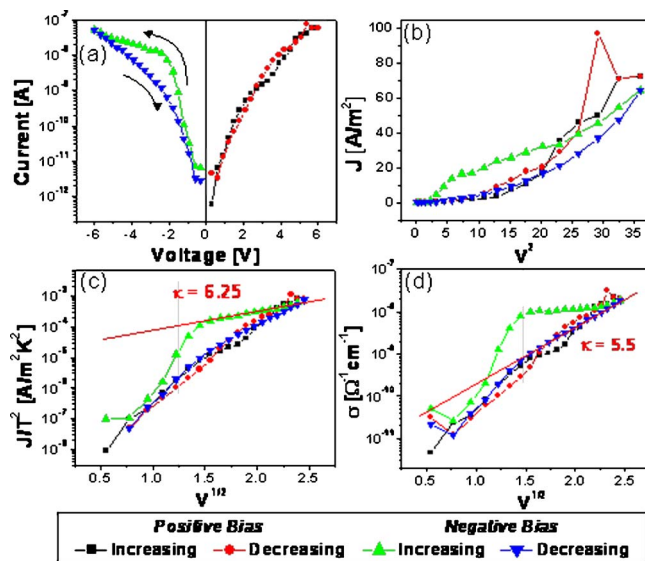 (a)
Current [A]
10⁻⁷
10⁻⁸
10⁻⁹
10⁻¹⁰
10⁻¹¹
10⁻¹²
-6 -4 -2 0 2 4 6
Voltage [V]
(b)
J [A/m²]
100
80
60
40
20
0
0 5 10 15 20 25 30 35
V²
(c)
κ = 6.25
J/T² [A/m²K²]
10⁻³
10⁻⁴
10⁻⁵
10⁻⁶
10⁻⁷
10⁻⁸
0.5 1.0 1.5 2.0 2.5
V^1/2
(d)
κ = 5.5
σ [Ω⁻¹cm⁻¹]
10⁻⁷
10⁻⁸
10⁻⁹
10⁻¹⁰
10⁻¹¹
0.5 1.0 1.5 2.0 2.5
V^1/2
Positive Bias Negative Bias
Increasing Decreasing Increasing Decreasing